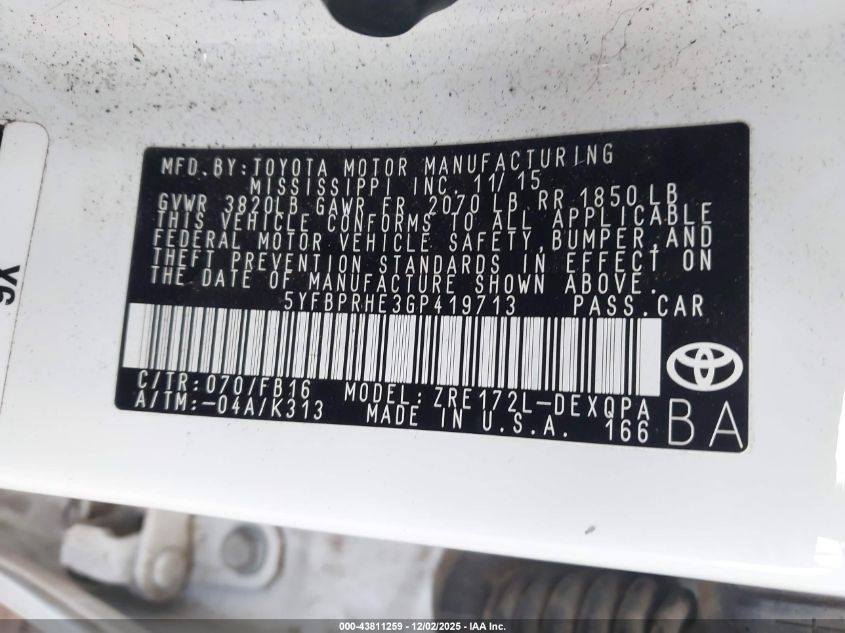 MFD. BY: TOYOTA MOTOR MANUFACTURING
MISSISSIPPI INC. 11/15
GVWR 3820LB GAWR FR 2070 LB RR 1850 LB
THIS VEHICLE CONFORMS TO ALL APPLICABLE
FEDERAL MOTOR VEHICLE SAFETY, BUMPER, AND
THEFT PREVENTION STANDARDS IN EFFECT ON
THE DATE OF MANUFACTURE SHOWN ABOVE.
5YFBPRHE3GP419713 PASS. CAR
C/TR: 070/FB16 MODEL: ZRE172L-DEXQPA
A/TM: -04A/K313 MADE IN U.S.A. 166 BA
000-43811259 - 12/02/2025 - IAA Inc.